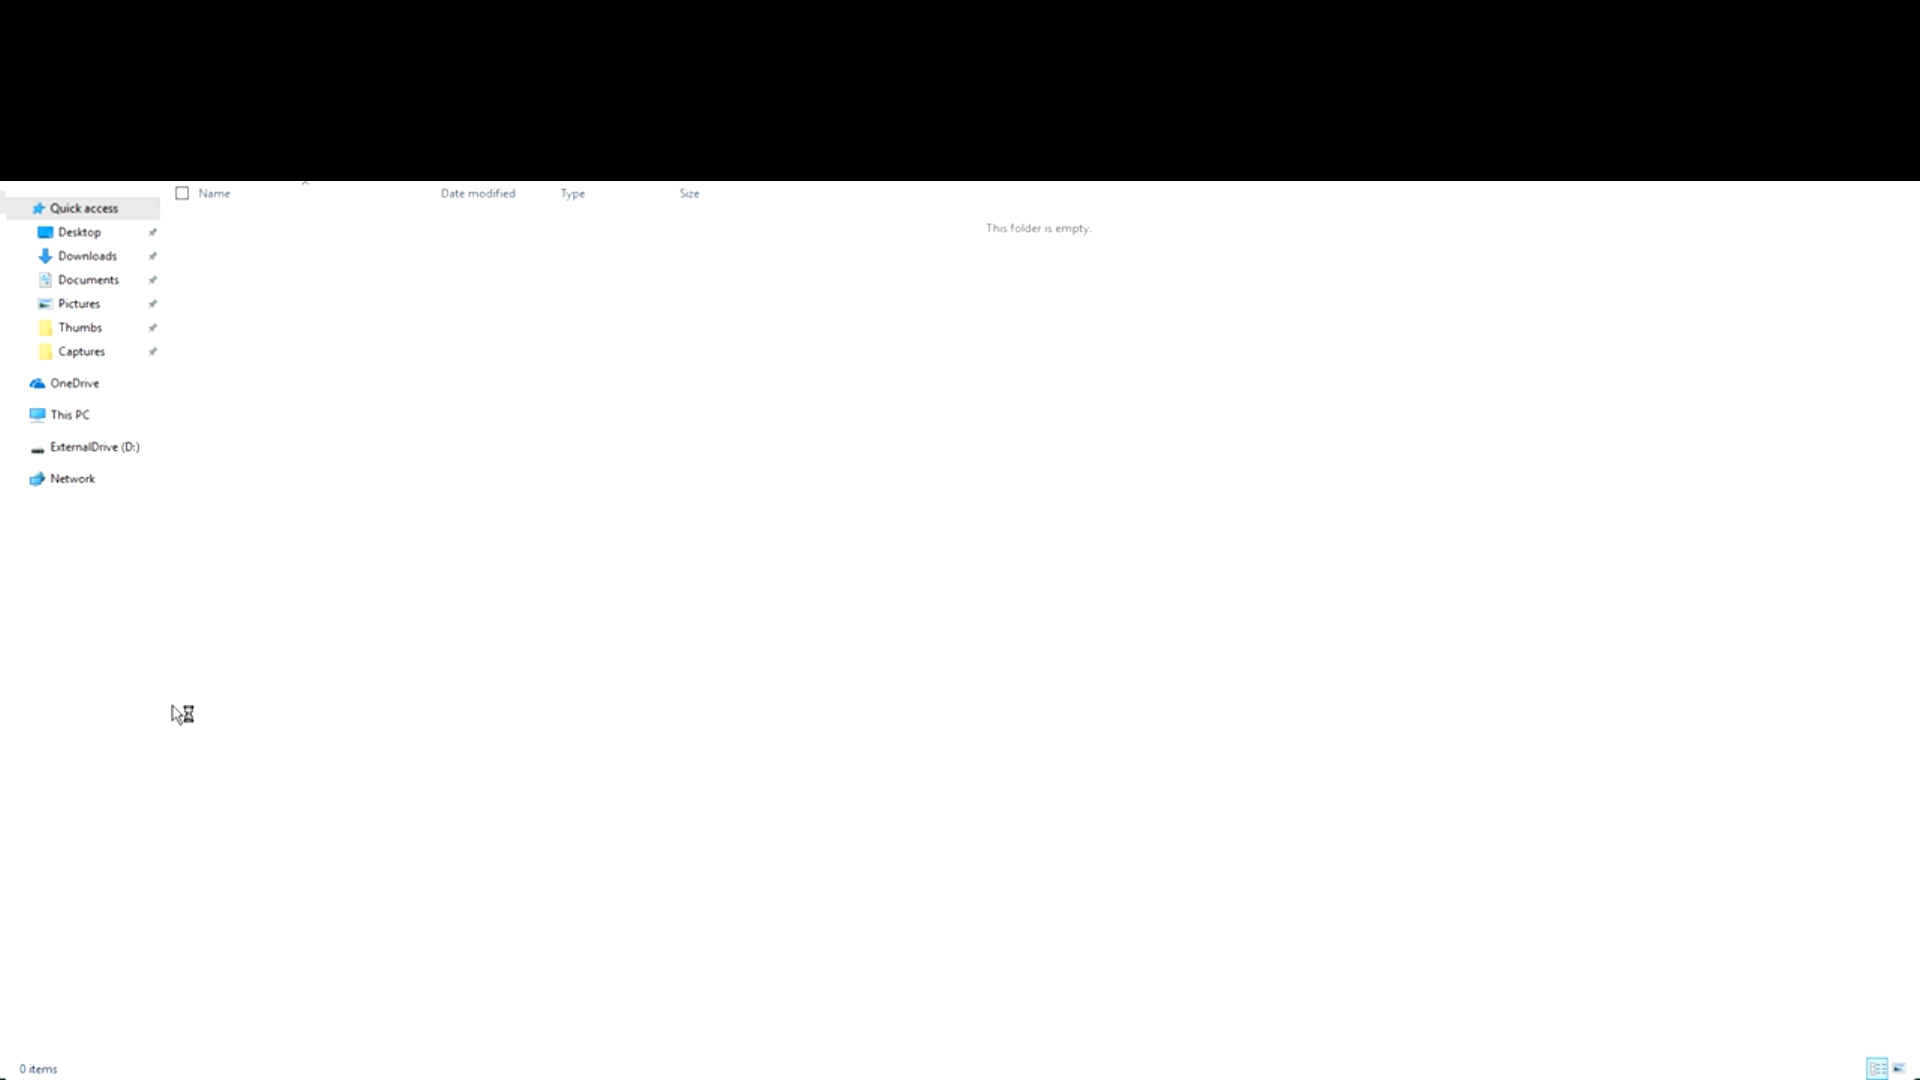 Name Date modified Type Size
This folder is empty.
Quick access
Desktop
Downloads
Documents
Pictures
Thumbs
Captures
OneDrive
This PC
ExternalDrive (D:)
Network
0 items